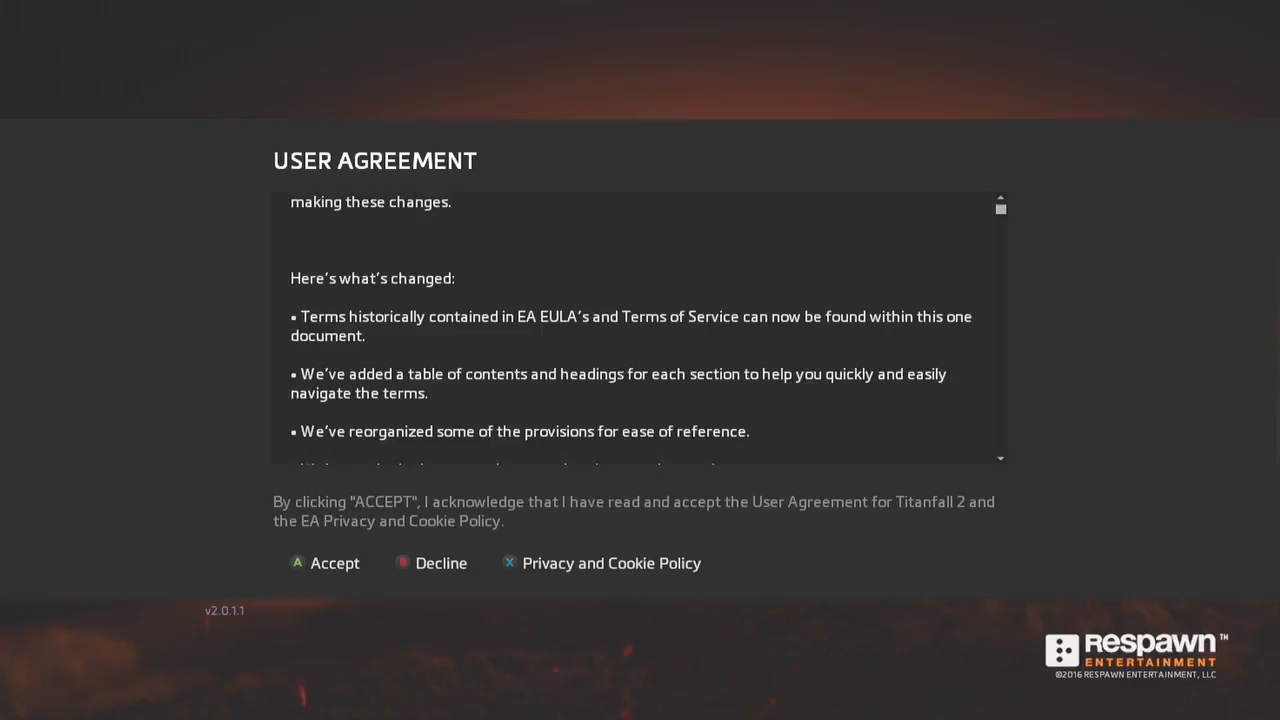 USER AGREEMENT
making these changes.
Here's what's changed:
▪ Terms historically contained in EA EULA's and Terms of Service can now be found within this one
document.
▪ We've added a table of contents and headings for each section to help you quickly and easily
navigate the terms.
▪ We've reorganized some of the provisions for ease of reference.
By clicking "ACCEPT", I acknowledge that I have read and accept the User Agreement for Titanfall 2 and
the EA Privacy and Cookie Policy.
A Accept B Decline X Privacy and Cookie Policy
v2.0.1.1
Respawn™
ENTERTAINMENT
©2016 RESPAWN ENTERTAINMENT, LLC